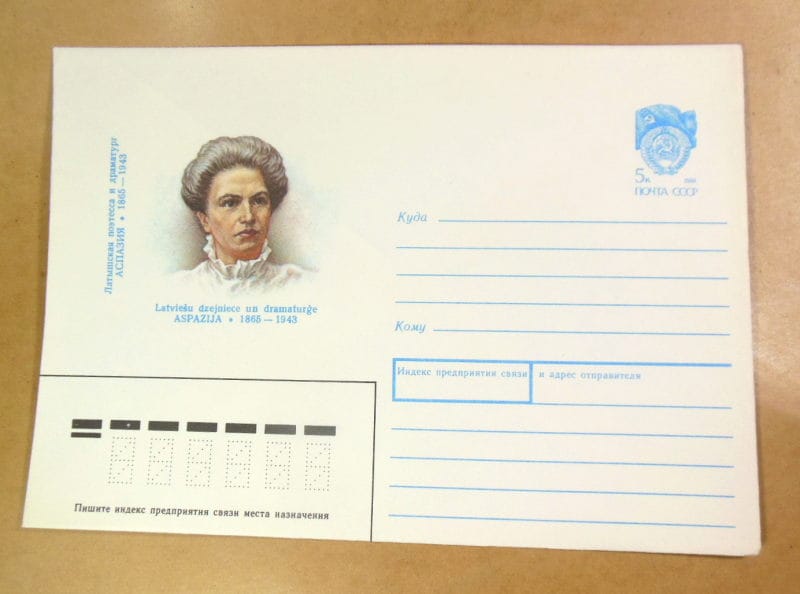 Латышская поэтесса и драматург
АСПАЗИЯ • 1865—1943
Latviešu dzejniece un dramaturģe
ASPAZIJA • 1865—1943
5к
ПОЧТА СССР
Куда
Кому
Индекс предприятия связи и адрес отправителя
Пишите индекс предприятия связи места назначения